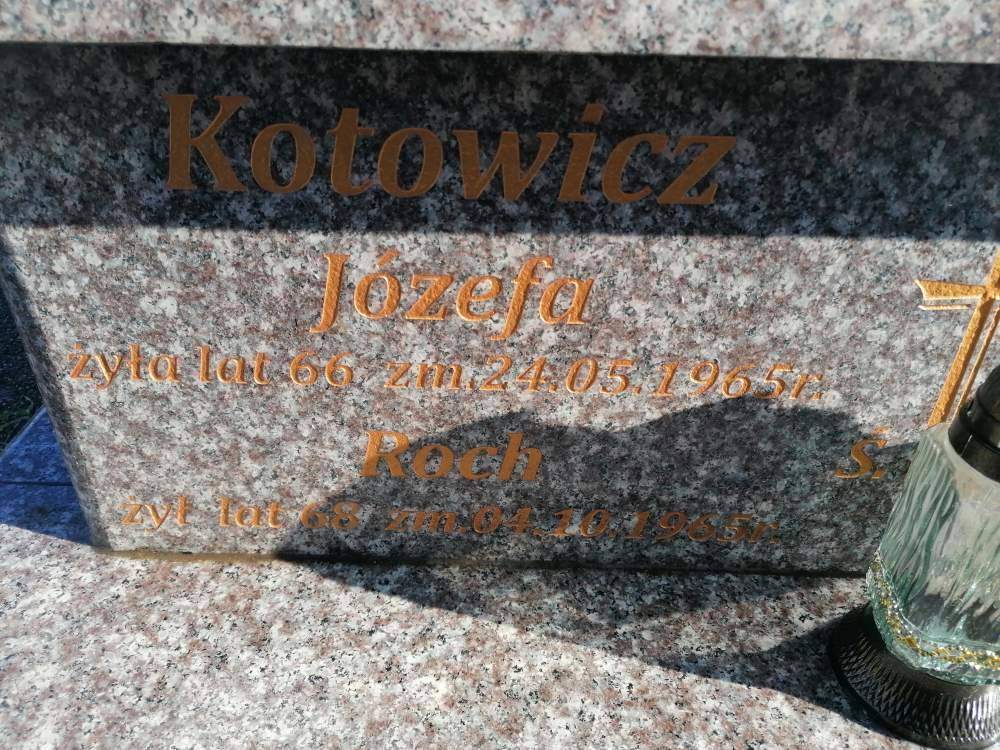 Kotowicz
Józefa
żyła lat 66 zm.24.05.1965r.
Roch
żył lat 68 zm.04.10.1965r.
Ś.